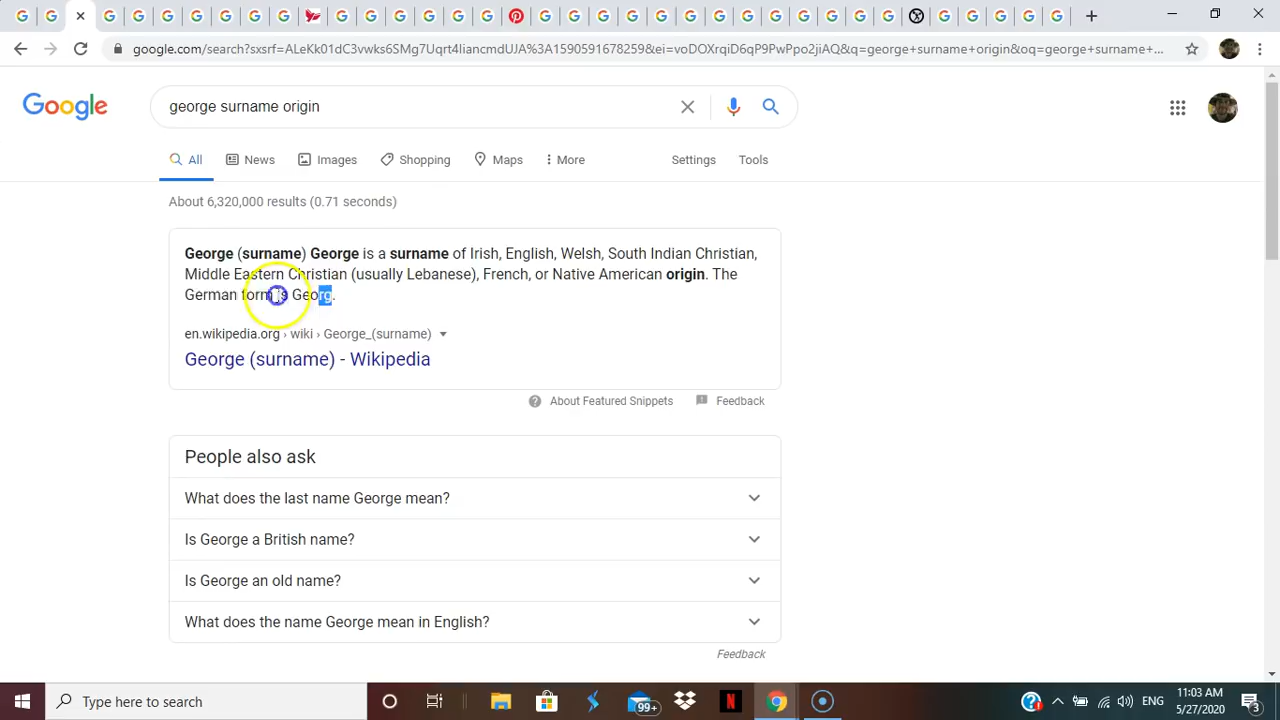 google.com/search?sxsrf=ALeKk01dC3vwks6SMg7Uqrt4liancmdUJA%3A1590591678259&ei=voDOXrqiD6qP9PwPpo2jiAQ&q=george+surname+origin&oq=george+surname+...
Google
george surname origin
All News Images Shopping Maps More Settings Tools
About 6,320,000 results (0.71 seconds)
George (surname) George is a surname of Irish, English, Welsh, South Indian Christian,
Middle Eastern Christian (usually Lebanese), French, or Native American origin. The
German form is Georg.
en.wikipedia.org › wiki › George_(surname)
George (surname) - Wikipedia
About Featured Snippets Feedback
People also ask
What does the last name George mean?
Is George a British name?
Is George an old name?
What does the name George mean in English?
Feedback
Type here to search
99+
N
ENG
11:03 AM
5/27/2020
3